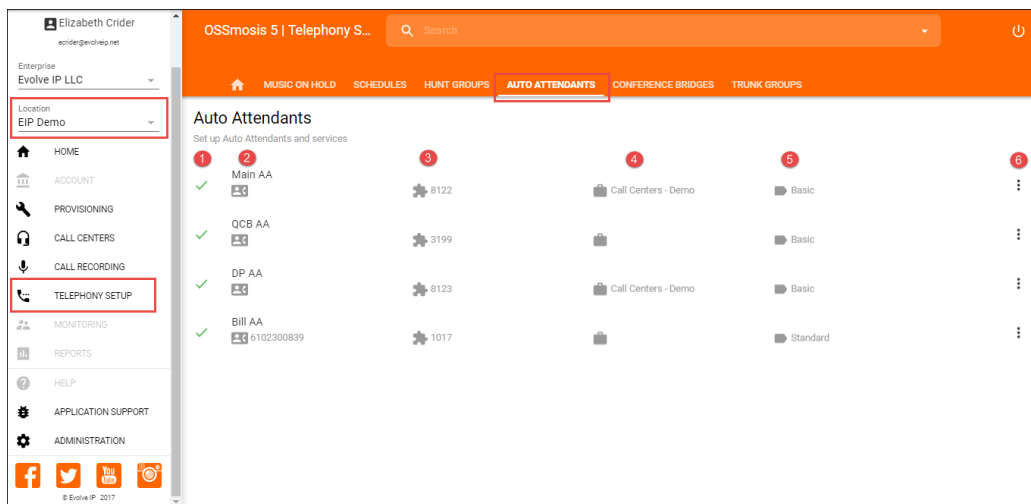 Elizabeth Crider
ecrider@evolveip.net
Enterprise
Evolve IP LLC
Location
EIP Demo
HOME
ACCOUNT
PROVISIONING
CALL CENTERS
CALL RECORDING
TELEPHONY SETUP
MONITORING
REPORTS
HELP
APPLICATION SUPPORT
ADMINISTRATION
You Tube
© Evolve IP 2017
OSSmosis 5 | Telephony S...
Search
MUSIC ON HOLD SCHEDULES HUNT GROUPS AUTO ATTENDANTS CONFERENCE BRIDGES TRUNK GROUPS
Auto Attendants
Set up Auto Attendants and services
1 2 3 4 5 6
Main AA
8122 Call Centers - Demo Basic
QCB AA
3199 Basic
DP AA
8123 Call Centers - Demo Basic
Bill AA
6102300839 1017 Standard